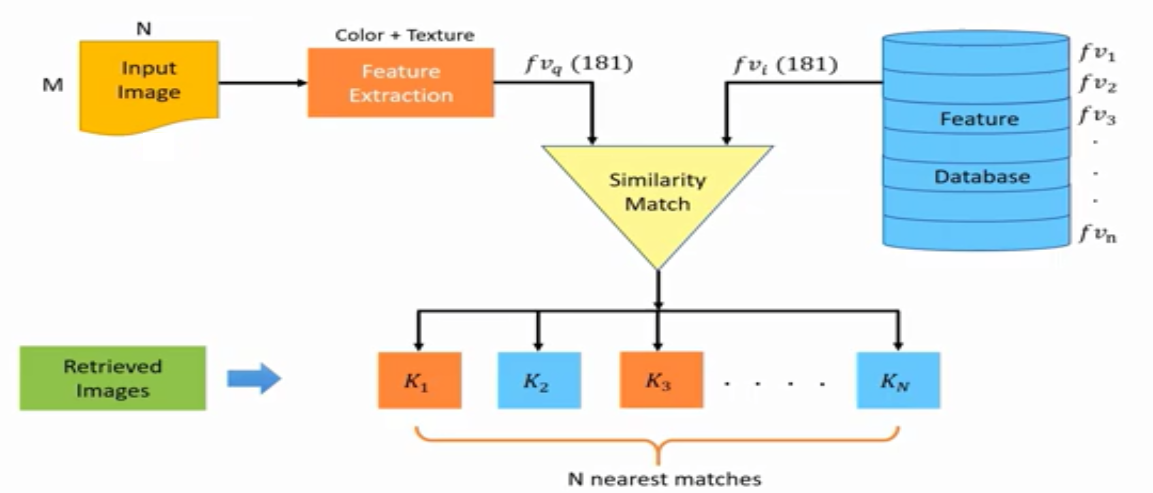 N
M
Input
Image
Color + Texture
Feature
Extraction
fv_q (181)
fv_i (181)
Feature
Database
fv_1
fv_2
fv_3
.
.
.
fv_n
Similarity
Match
Retrieved
Images
K_1
K_2
K_3
. . . .
K_N
N nearest matches